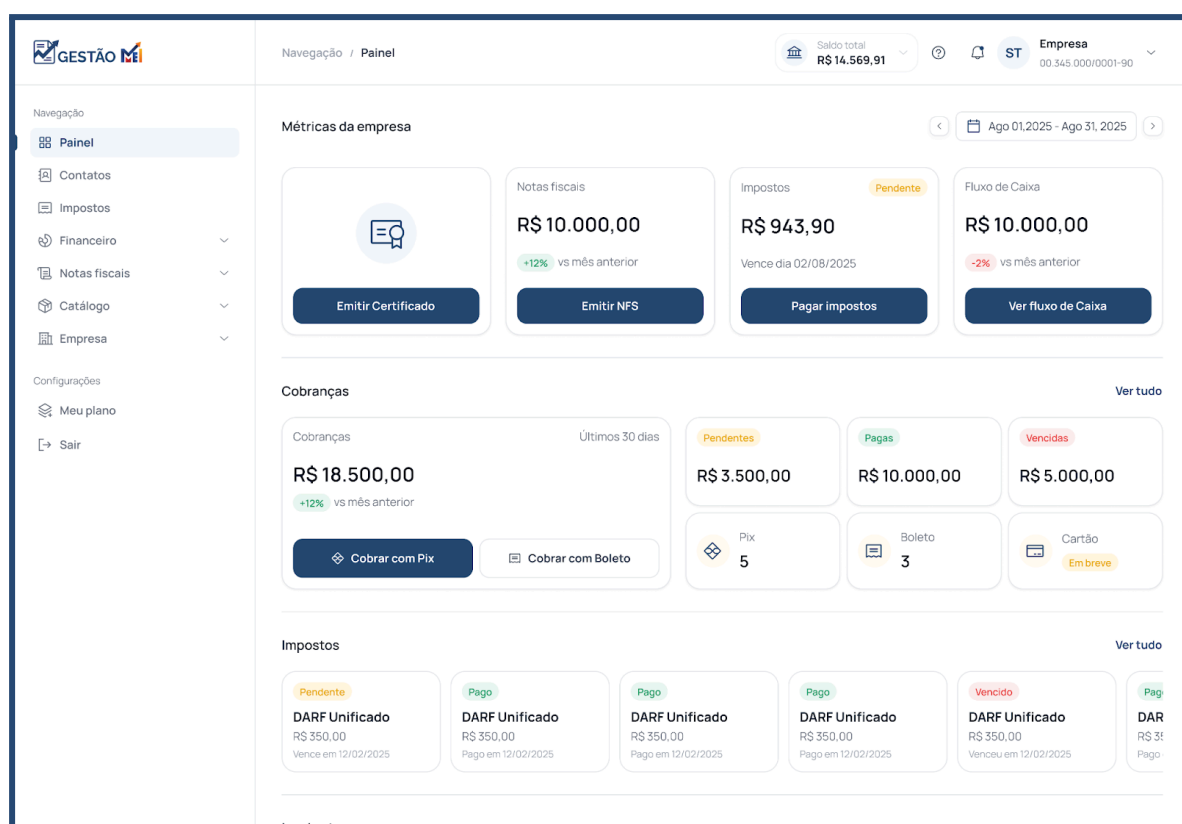 GESTÃO MEI
Navegação / Painel
Saldo total
R$ 14.569,91
ST
Empresa
00.345.000/0001-90
Navegação
Painel
Contatos
Impostos
Financeiro
Notas fiscais
Catálogo
Empresa
Configurações
Meu plano
Sair
Métricas da empresa
Ago 01,2025 - Ago 31, 2025
Emitir Certificado
Notas fiscais
R$ 10.000,00
+12% vs mês anterior
Emitir NFS
Impostos
Pendente
R$ 943,90
Vence dia 02/08/2025
Pagar impostos
Fluxo de Caixa
R$ 10.000,00
-2% vs mês anterior
Ver fluxo de Caixa
Cobranças
Ver tudo
Cobranças
Últimos 30 dias
R$ 18.500,00
+12% vs mês anterior
Cobrar com Pix
Cobrar com Boleto
Pendentes
R$ 3.500,00
Pagas
R$ 10.000,00
Vencidas
R$ 5.000,00
Pix
5
Boleto
3
Cartão
Em breve
Impostos
Ver tudo
Pendente
DARF Unificado
R$ 350,00
Vence em 12/02/2025
Pago
DARF Unificado
R$ 350,00
Pago em 12/02/2025
Pago
DARF Unificado
R$ 350,00
Pago em 12/02/2025
Pago
DARF Unificado
R$ 350,00
Pago em 12/02/2025
Vencido
DARF Unificado
R$ 350,00
Venceu em 12/02/2025
Pag
DAR
R$ 35
Pago